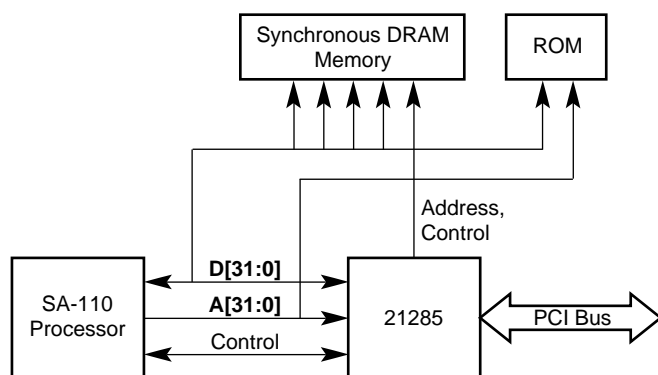 Synchronous DRAM
Memory
ROM
Address,
Control
D[31:0]
SA-110
Processor
A[31:0]
21285
PCI Bus
Control